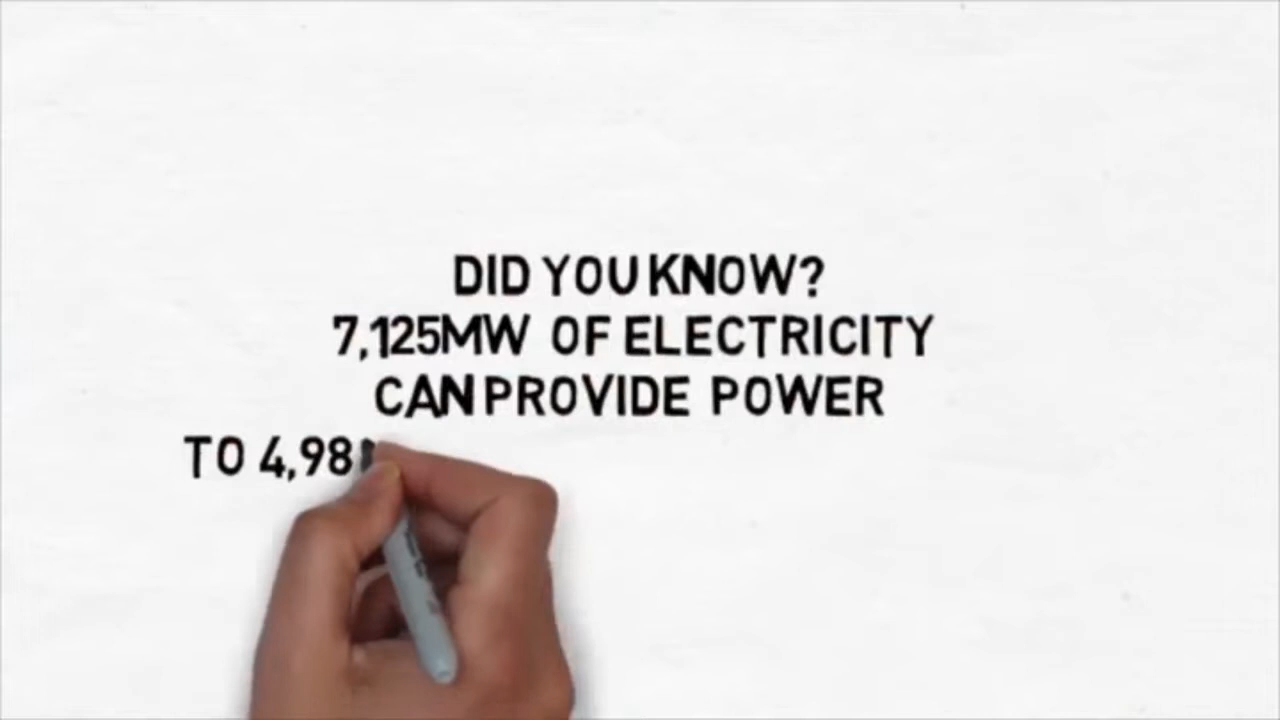 DID YOU KNOW?
7,125MW OF ELECTRICITY
CAN PROVIDE POWER
TO 4,98